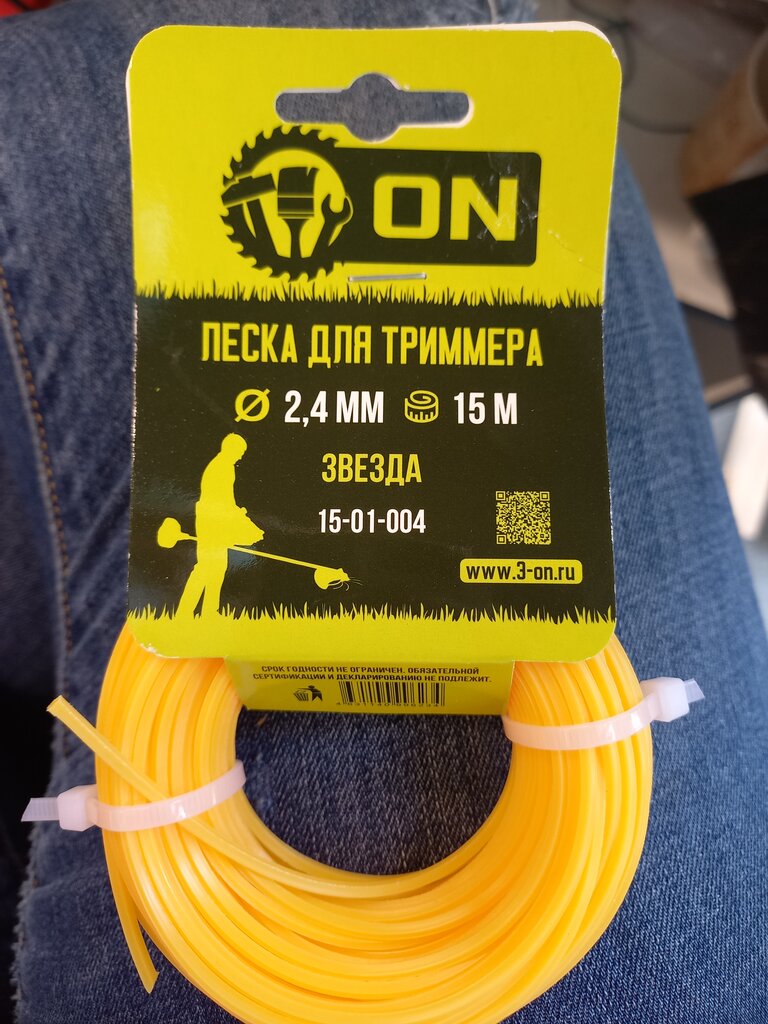 ON
ЛЕСКА ДЛЯ ТРИММЕРА
Ø 2,4 ММ 15 М
ЗВЕЗДА
15-01-004
www.3-on.ru
СРОК ГОДНОСТИ НЕ ОГРАНИЧЕН. ОБЯЗАТЕЛЬНОЙ
СЕРТИФИКАЦИИ И ДЕКЛАРИРОВАНИЮ НЕ ПОДЛЕЖИТ.